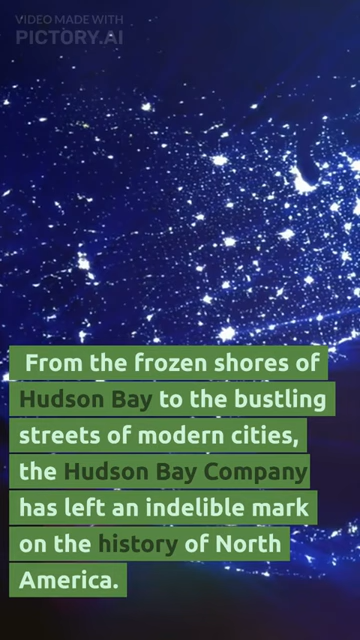 VIDEO MADE WITH
PICTORY.AI
From the frozen shores of
Hudson Bay to the bustling
streets of modern cities,
the Hudson Bay Company
has left an indelible mark
on the history of North
America.